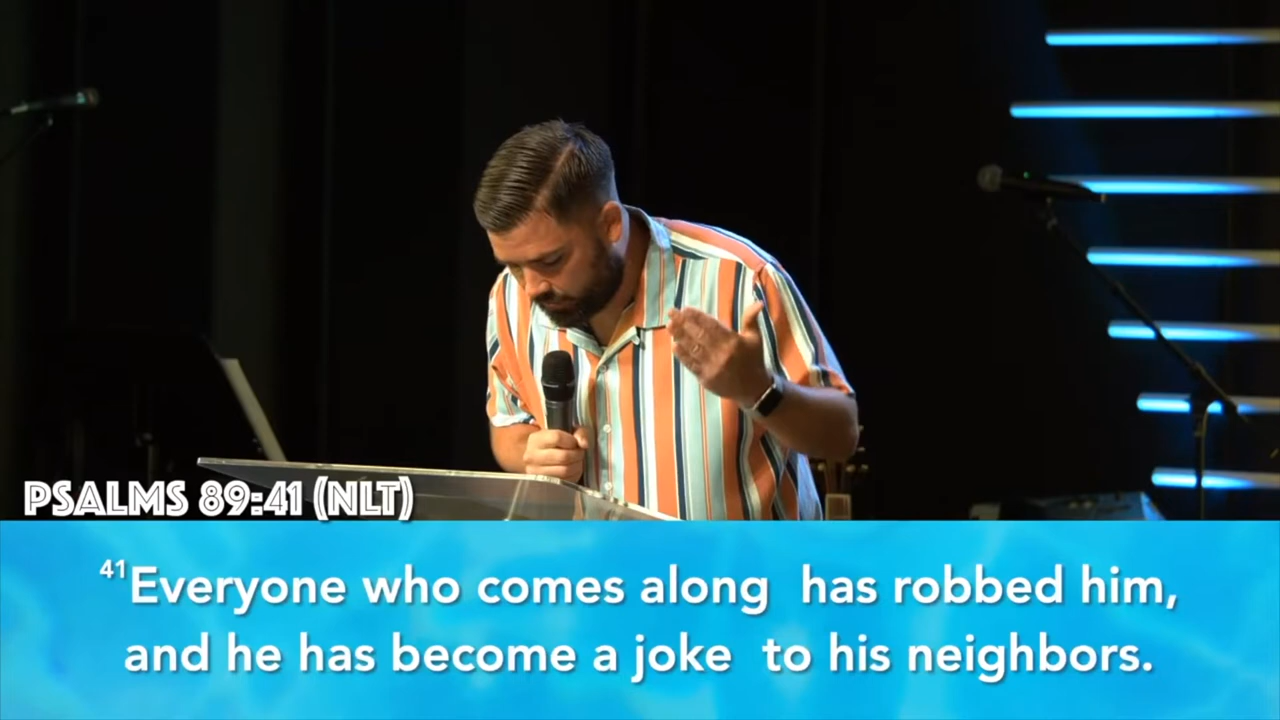 PSALMS 89:41 (NLT)
41Everyone who comes along has robbed him,
and he has become a joke to his neighbors.